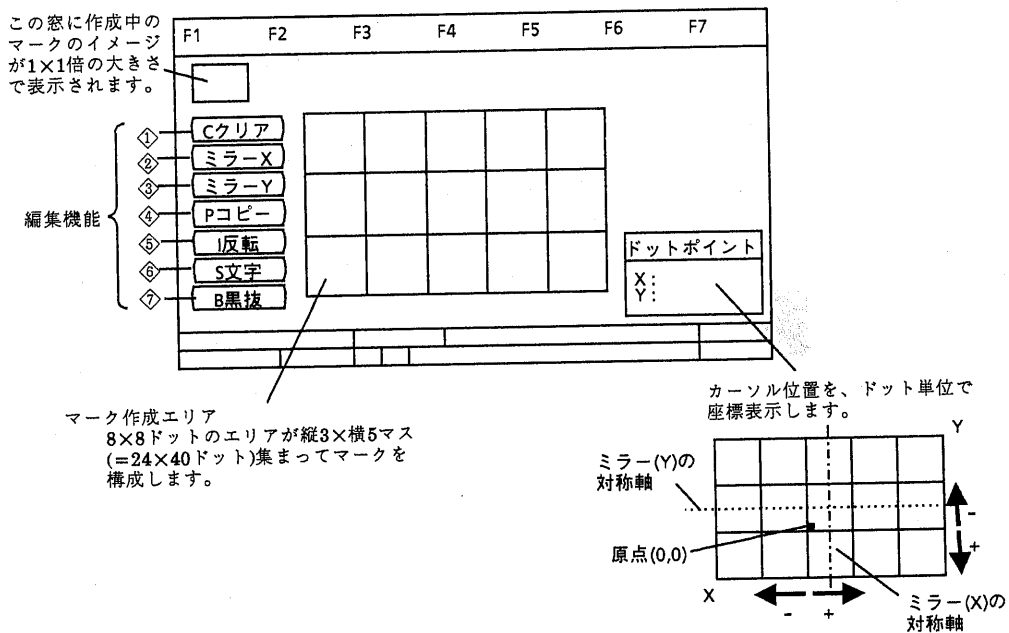 この窓に作成中の
マークのイメージ
が1×1倍の大きさ
で表示されます。
F1 F2 F3 F4 F5 F6 F7
編集機能
① Cクリア
② ミラーX
③ ミラーY
④ Pコピー
⑤ I反転
⑥ S文字
⑦ B黒抜
ドットポイント
X:
Y:
マーク作成エリア
8×8ドットのエリアが縦3×横5マス
(=24×40ドット)集まってマークを
構成します。
カーソル位置を、ドット単位で
座標表示します。
Y
ミラー(Y)の
対称軸
-
+
原点(0,0)
X
- +
ミラー(X)の
対称軸